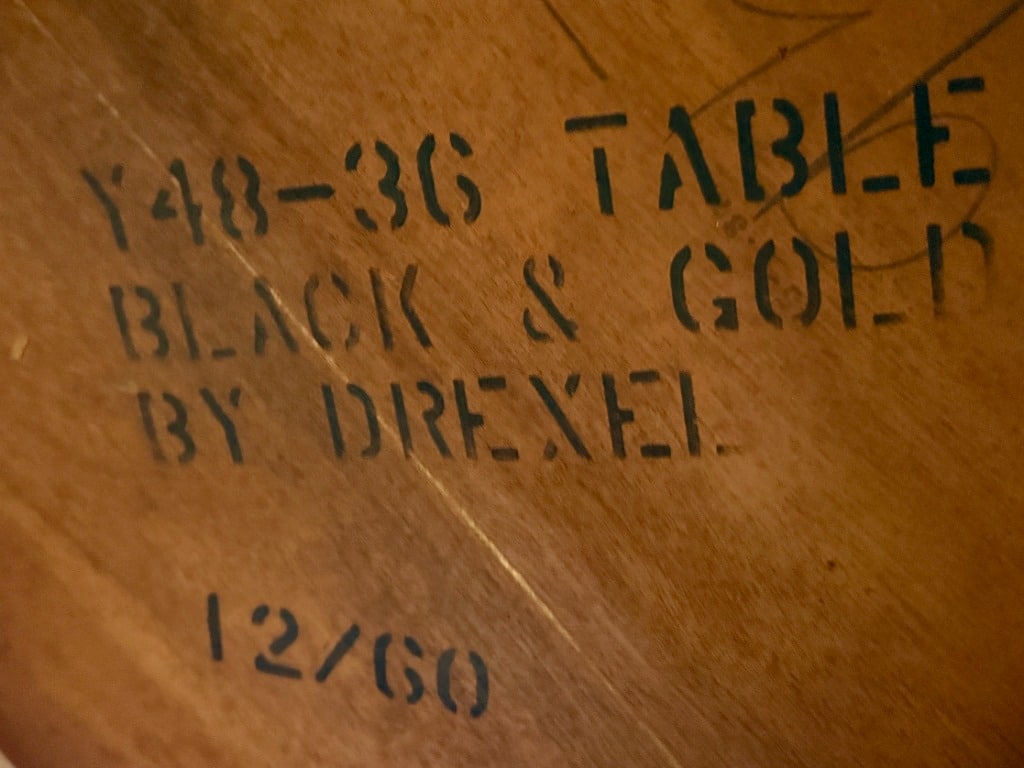 Y48-36 TABLE
BLACK & GOLD
BY DREXEL
12/60